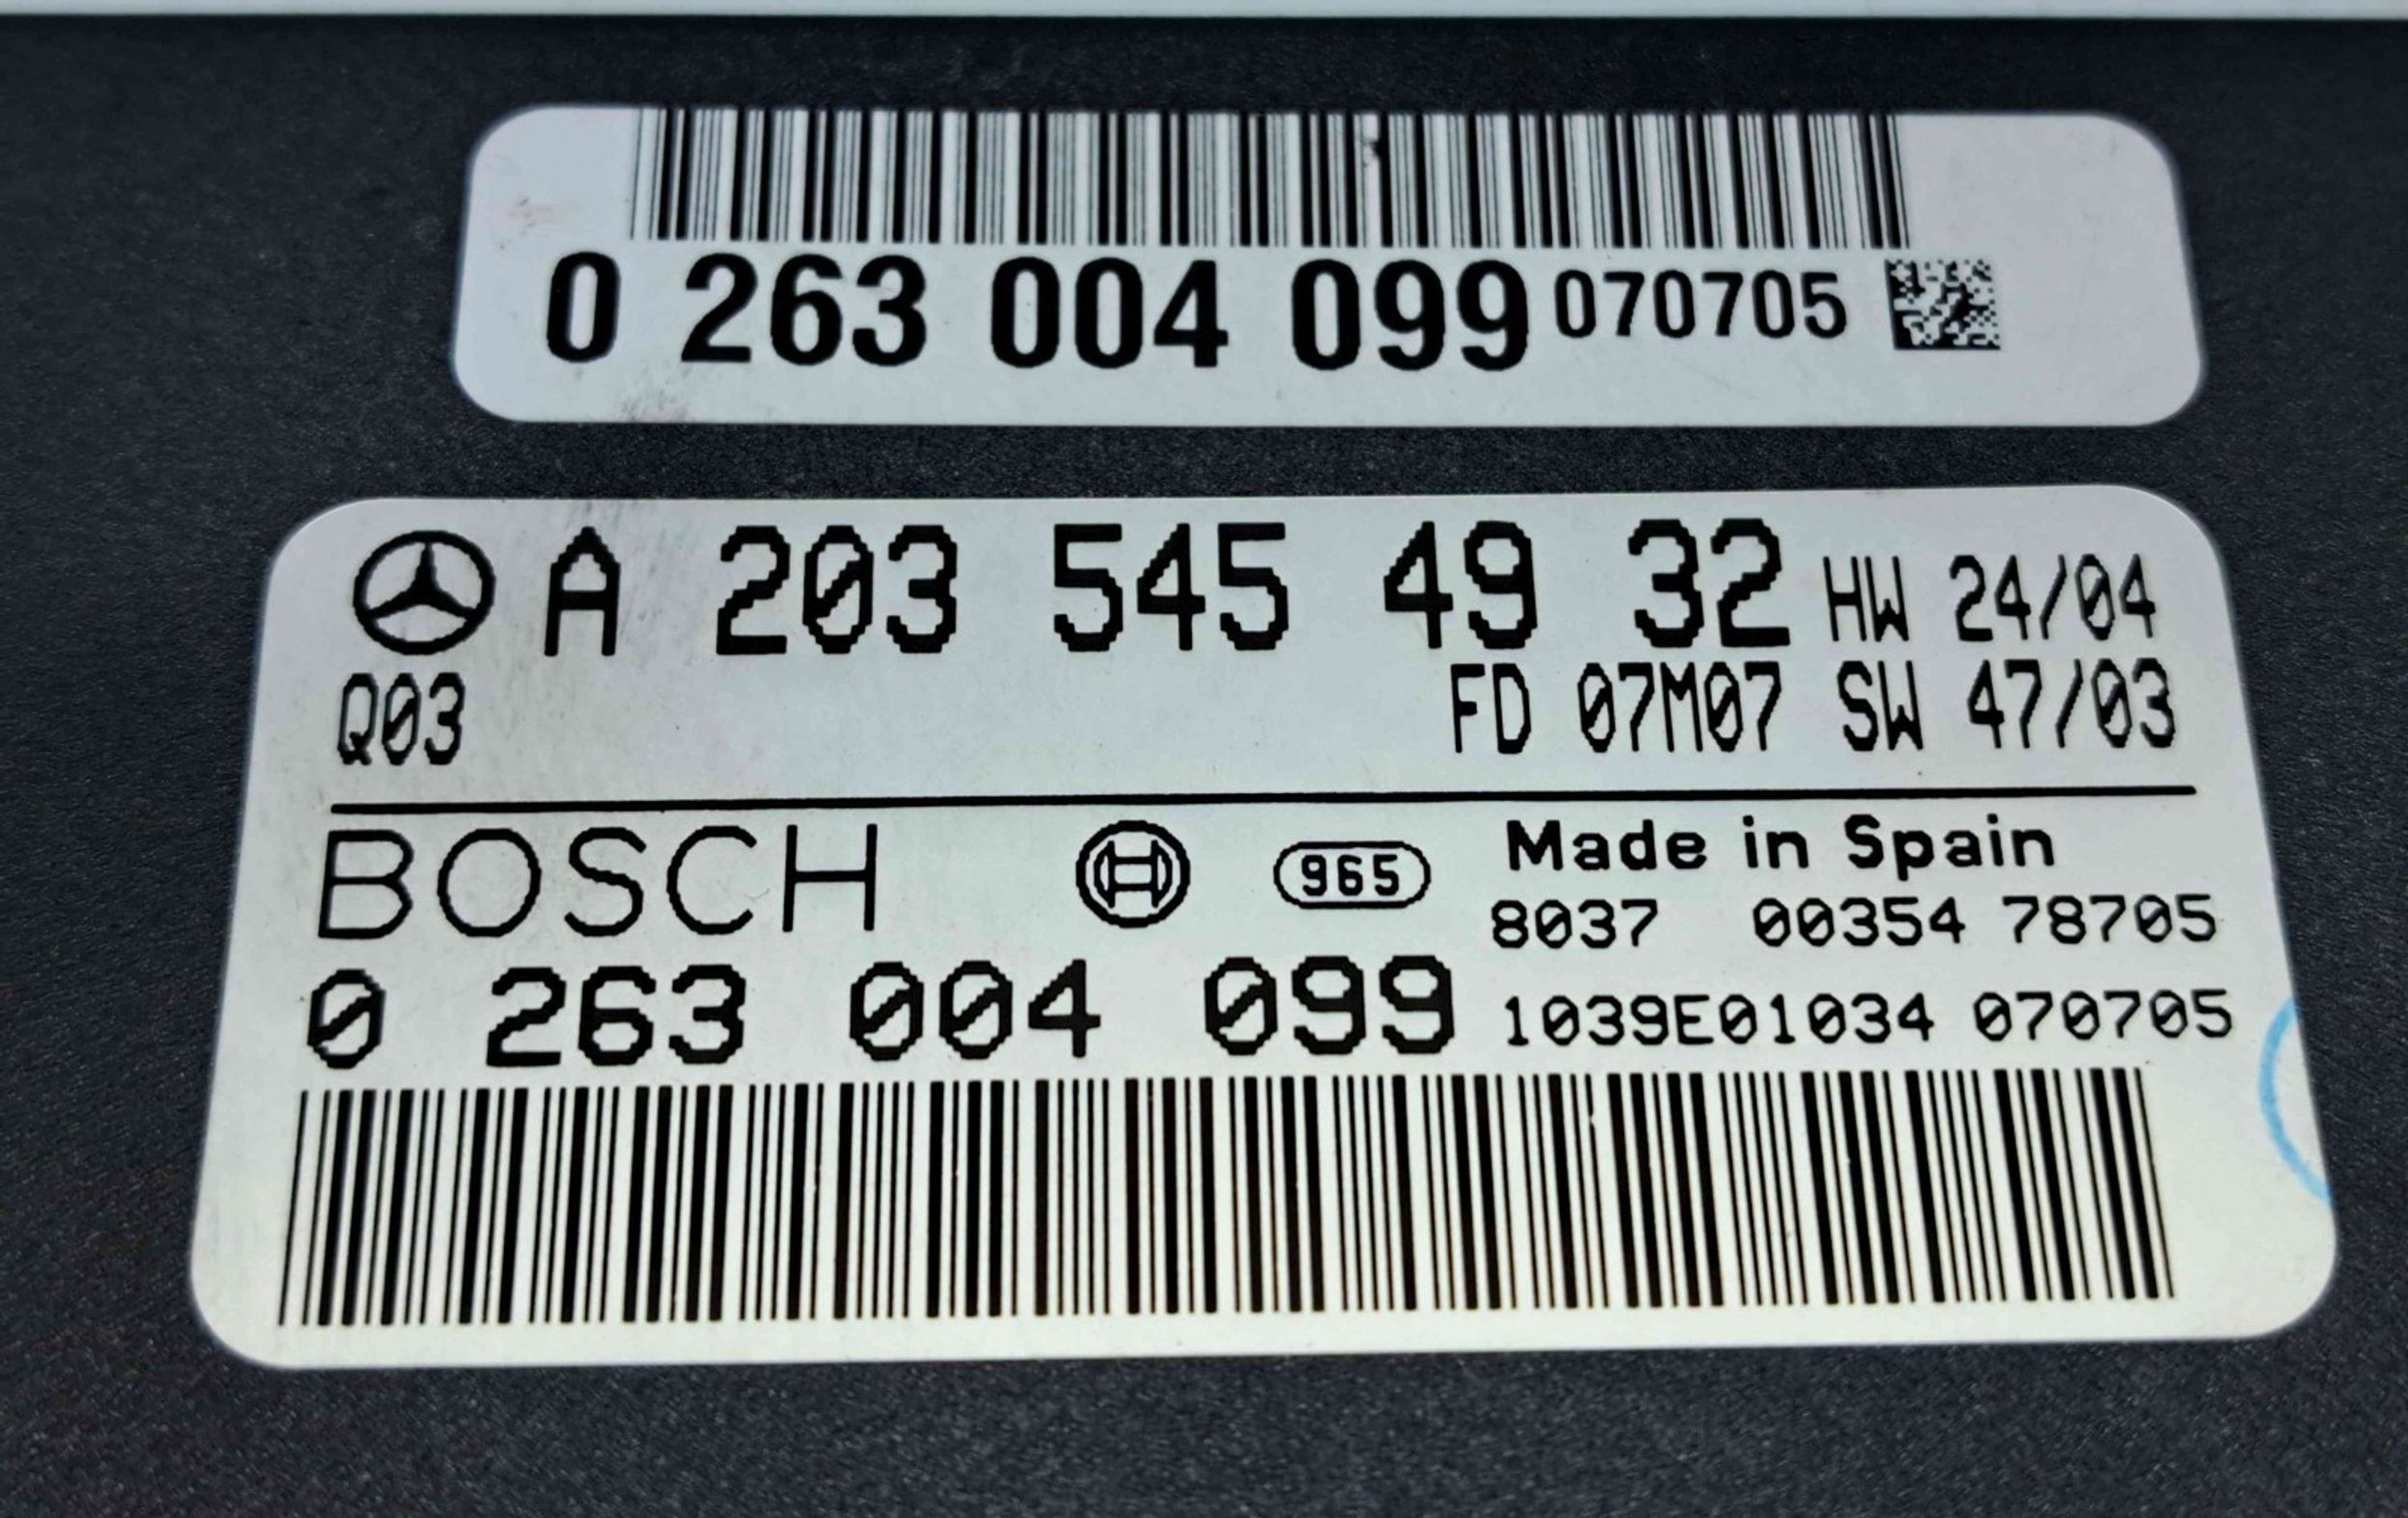 0 263 004 099 070705
A 203 545 49 32 HW 24/04
Q03 FD 07M07 SW 47/03
BOSCH 965 Made in Spain
8037 00354 78705
0 263 004 099 1039E01034 070705